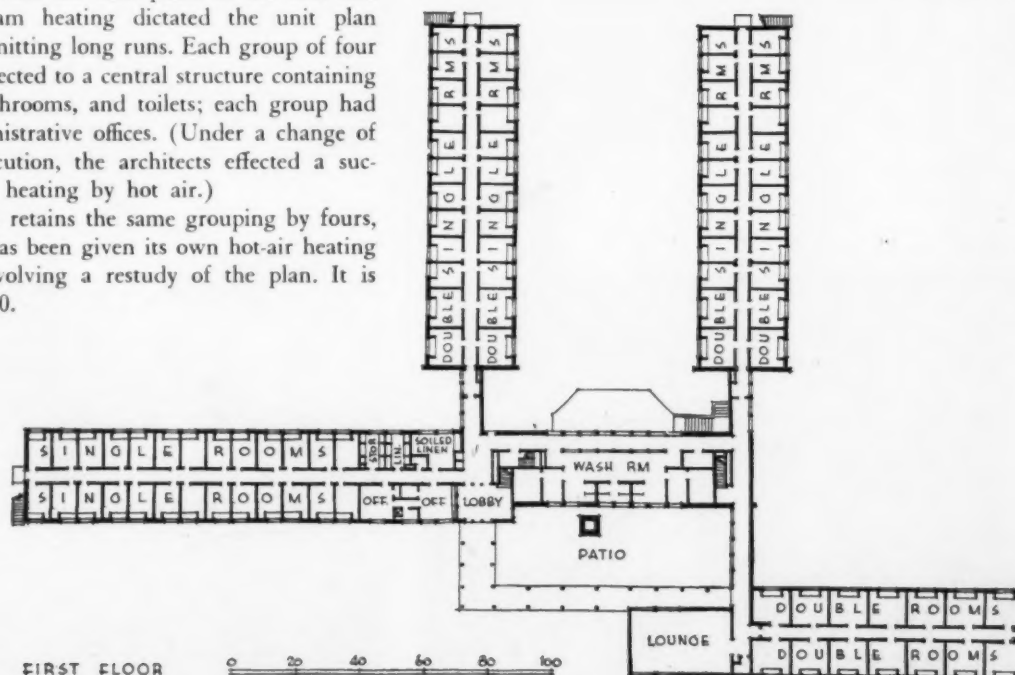 am heating dictated the unit plan
mitting long runs. Each group of four
ected to a central structure containing
hrooms, and toilets; each group had
nistrative offices. (Under a change of
cution, the architects effected a suc-
heating by hot air.)
retains the same grouping by fours,
as been given its own hot-air heating
volving a restudy of the plan. It is
0.
DOUBLE SINGLE RMS
DOUBLE SINGLE RMS
DOUBLE SINGLE RMS
DOUBLE SINGLE RMS
SINGLE ROOMS STOR LIN. SOILED LINEN
SINGLE ROOMS OFF. OFF. LOBBY
WASH RM
PATIO
LOUNGE
DOUBLE ROOMS
DOUBLE ROOMS
FIRST FLOOR 0 20 40 60 80 100